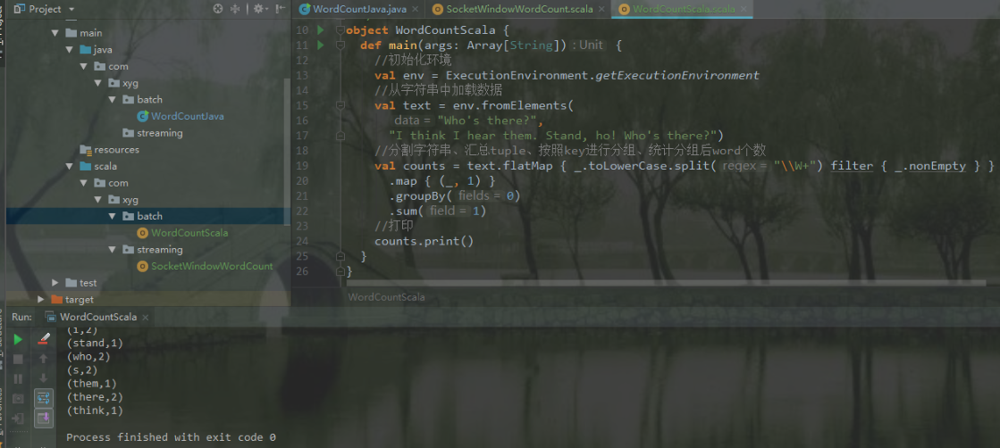 Project
WordCountJava.java
SocketWindowWordCount.scala
WordCountScala.scala
main
java
com
xyg
batch
WordCountJava
streaming
resources
scala
com
xyg
batch
WordCountScala
streaming
SocketWindowWordCount
test
target
10 object WordCountScala {
11 def main(args: Array[String]) : Unit = {
12 //初始化环境
13 val env = ExecutionEnvironment.getExecutionEnvironment
14 //从字符串中加载数据
15 val text = env.fromElements(
16 data = "Who's there?",
17 "I think I hear them. Stand, ho! Who's there?")
18 //分割字符串、汇总tuple、按照key进行分组、统计分组后word个数
19 val counts = text.flatMap { _.toLowerCase.split( regex = "\\W+") filter { _.nonEmpty } }
20 .map { (_, 1) }
21 .groupBy( fields = 0)
22 .sum( field = 1)
23 //打印
24 counts.print()
25 }
26 }
WordCountScala
Run: WordCountScala
(i,2)
(stand,1)
(who,2)
(s,2)
(them,1)
(there,2)
(think,1)
Process finished with exit code 0